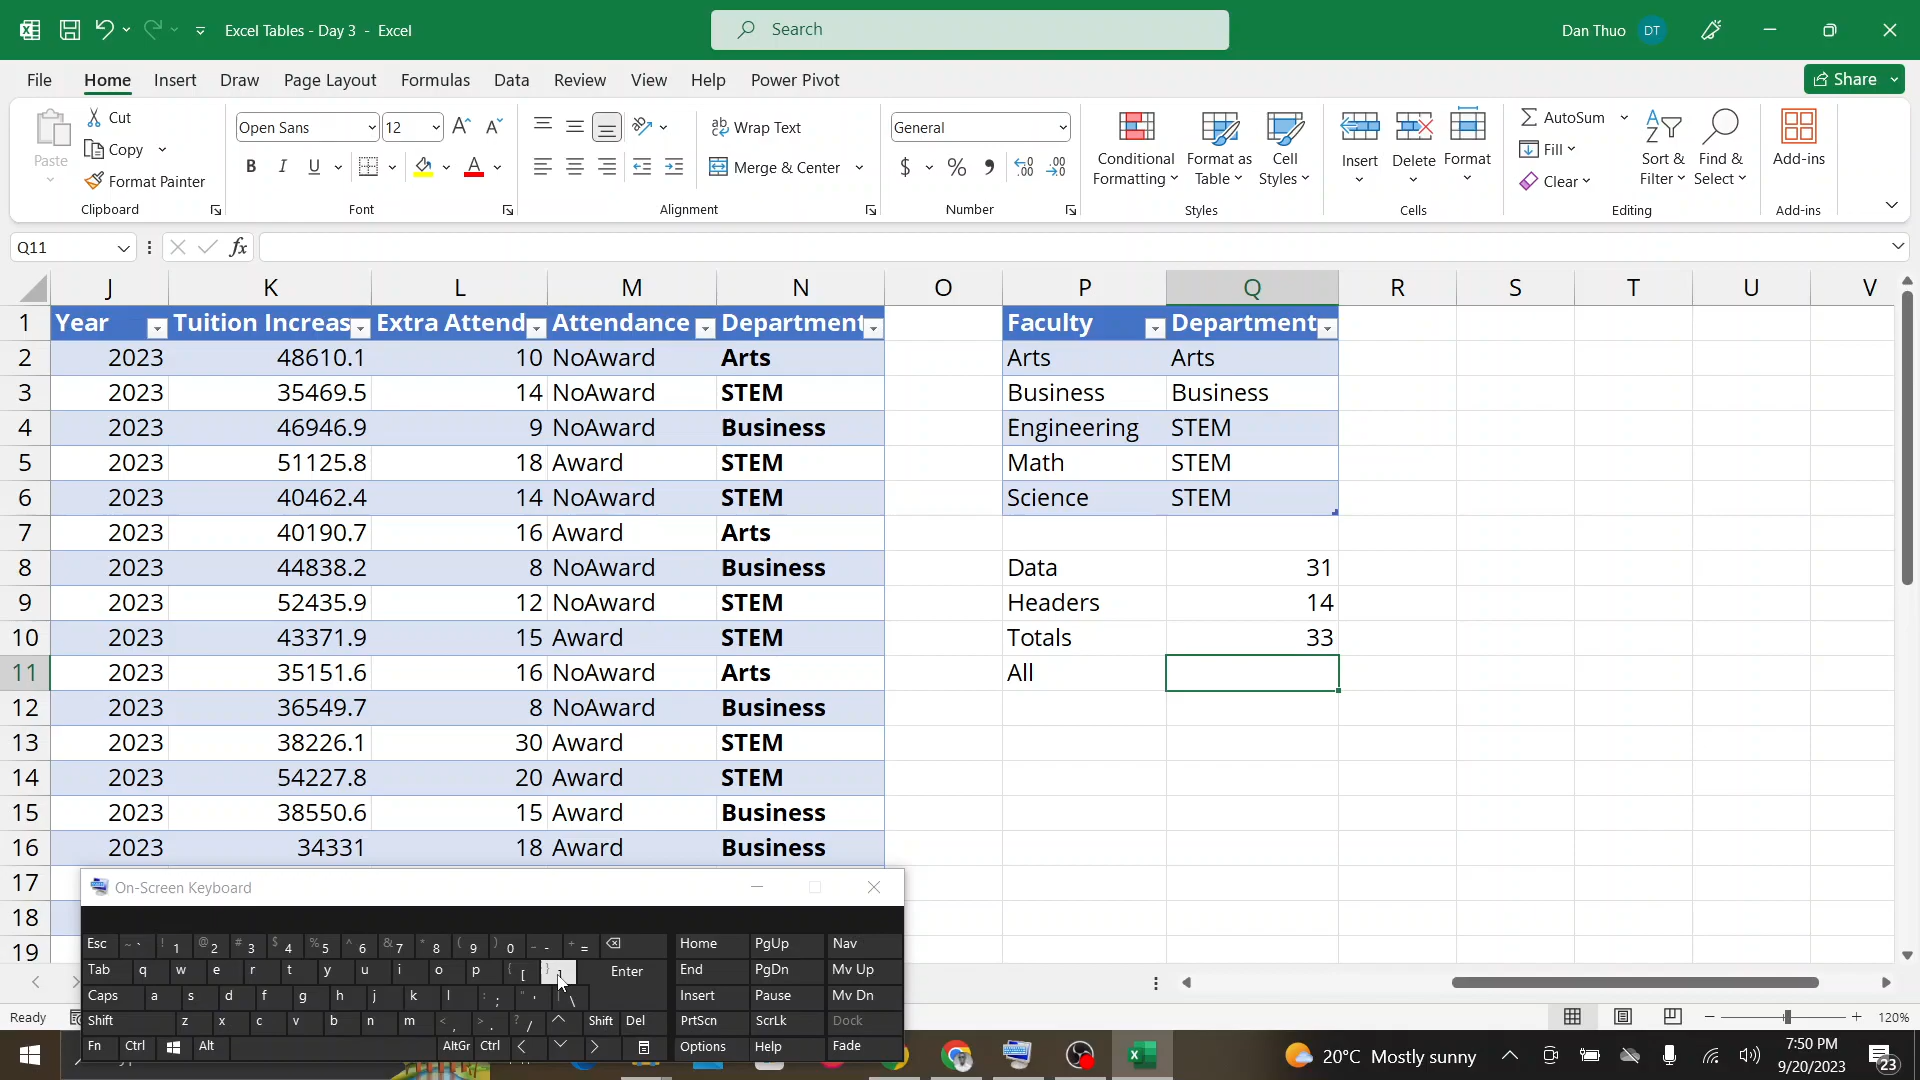 Excel Tables - Day 3 - Excel
Search
Dan Thuo DT
File Home Insert Draw Page Layout Formulas Data Review View Help Power Pivot Share
Paste Cut Copy Format Painter
Open Sans 12
B I U
Wrap Text
Merge & Center
General
$ % 9
Conditional Formatting Format as Table Cell Styles
Insert Delete Format
AutoSum Fill Clear
Sort & Filter Find & Select
Add-ins
Clipboard Font Alignment Number Styles Cells Editing Add-ins
Q11 fx
J K L M N O P Q R S T U V
1 Year Tuition Increas Extra Attend Attendance Department Faculty Department
2 2023 48610.1 10 NoAward Arts Arts Arts
3 2023 35469.5 14 NoAward STEM Business Business
4 2023 46946.9 9 NoAward Business Engineering STEM
5 2023 51125.8 18 Award STEM Math STEM
6 2023 40462.4 14 NoAward STEM Science STEM
7 2023 40190.7 16 Award Arts
8 2023 44838.2 8 NoAward Business Data 31
9 2023 52435.9 12 NoAward STEM Headers 14
10 2023 43371.9 15 Award STEM Totals 33
11 2023 35151.6 16 NoAward Arts All
12 2023 36549.7 8 NoAward Business
13 2023 38226.1 30 Award STEM
14 2023 54227.8 20 Award STEM
15 2023 38550.6 15 Award Business
16 2023 34331 18 Award Business
17
18
19
On-Screen Keyboard
Esc ~ ` ! 1 @ 2 # 3 $ 4 % 5 ^ 6 & 7 * 8 ( 9 ) 0 _ - + = Home PgUp Nav
Tab q w e r t y u i o p { [ } ] Enter End PgDn Mv Up
Caps a s d f g h j k l : ; " ' | \ Insert Pause Mv Dn
Shift z x c v b n m < , > . ? / Shift Del PrtScn ScrLk Dock
Fn Ctrl Alt AltGr Ctrl Options Help Fade
Ready
120%
20°C Mostly sunny
7:50 PM
9/20/2023
23